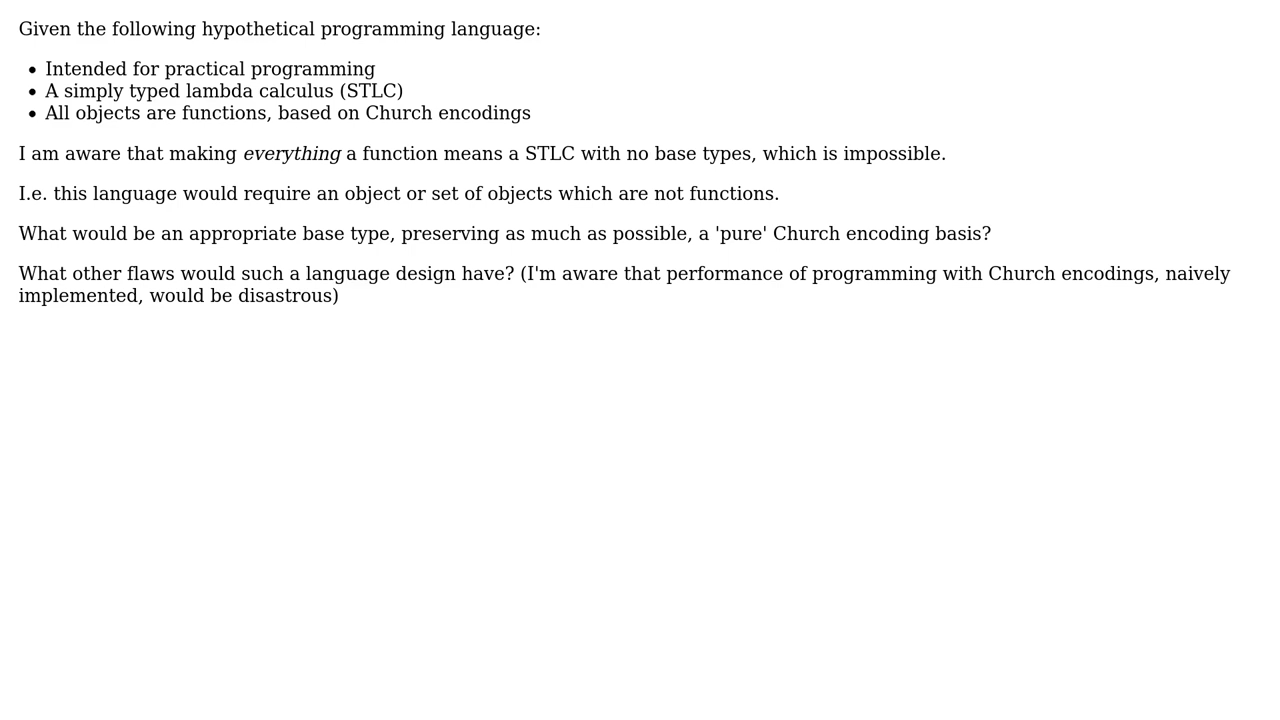 Given the following hypothetical programming language:
• Intended for practical programming
• A simply typed lambda calculus (STLC)
• All objects are functions, based on Church encodings
I am aware that making everything a function means a STLC with no base types, which is impossible.
I.e. this language would require an object or set of objects which are not functions.
What would be an appropriate base type, preserving as much as possible, a 'pure' Church encoding basis?
What other flaws would such a language design have? (I'm aware that performance of programming with Church encodings, naively
implemented, would be disastrous)